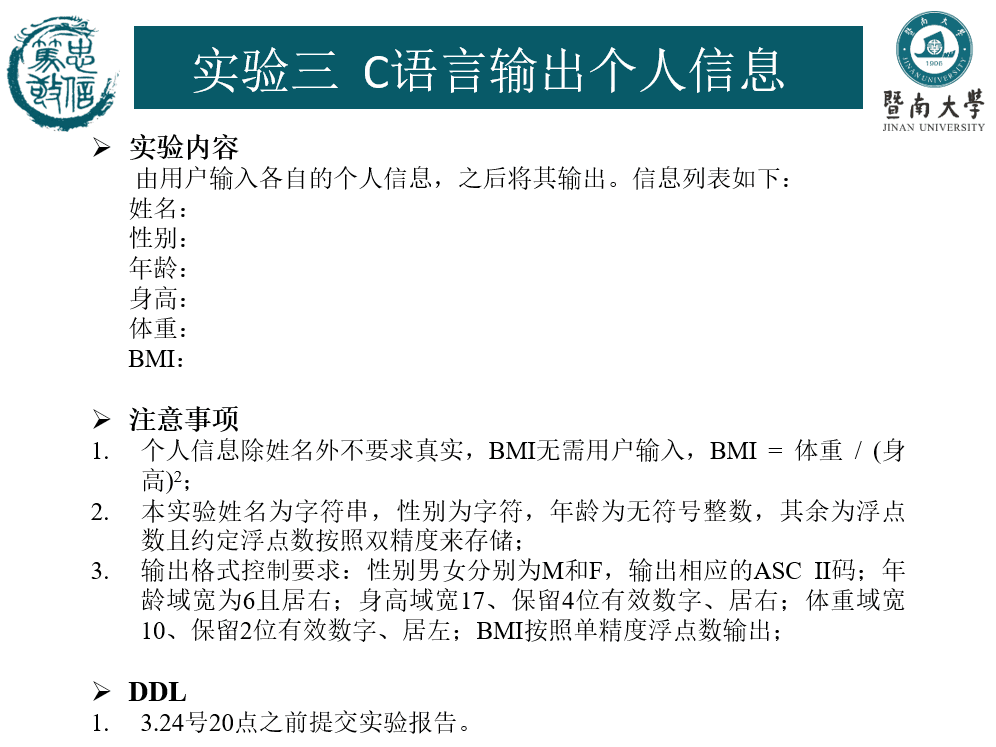 忠信
篤敬
实验三 C语言输出个人信息
暨南大学
JINAN UNIVERSITY
1906
暨南大學
JINAN UNIVERSITY
➢ 实验内容
由用户输入各自的个人信息，之后将其输出。信息列表如下：
姓名：
性别：
年龄：
身高：
体重：
BMI：
➢ 注意事项
1. 个人信息除姓名外不要求真实，BMI无需用户输入，BMI = 体重 / (身
高)²；
2. 本实验姓名为字符串，性别为字符，年龄为无符号整数，其余为浮点
数且约定浮点数按照双精度来存储；
3. 输出格式控制要求：性别男女分别为M和F，输出相应的ASC II码；年
龄域宽为6且居右；身高域宽17、保留4位有效数字、居右；体重域宽
10、保留2位有效数字、居左；BMI按照单精度浮点数输出；
➢ DDL
1. 3.24号20点之前提交实验报告。